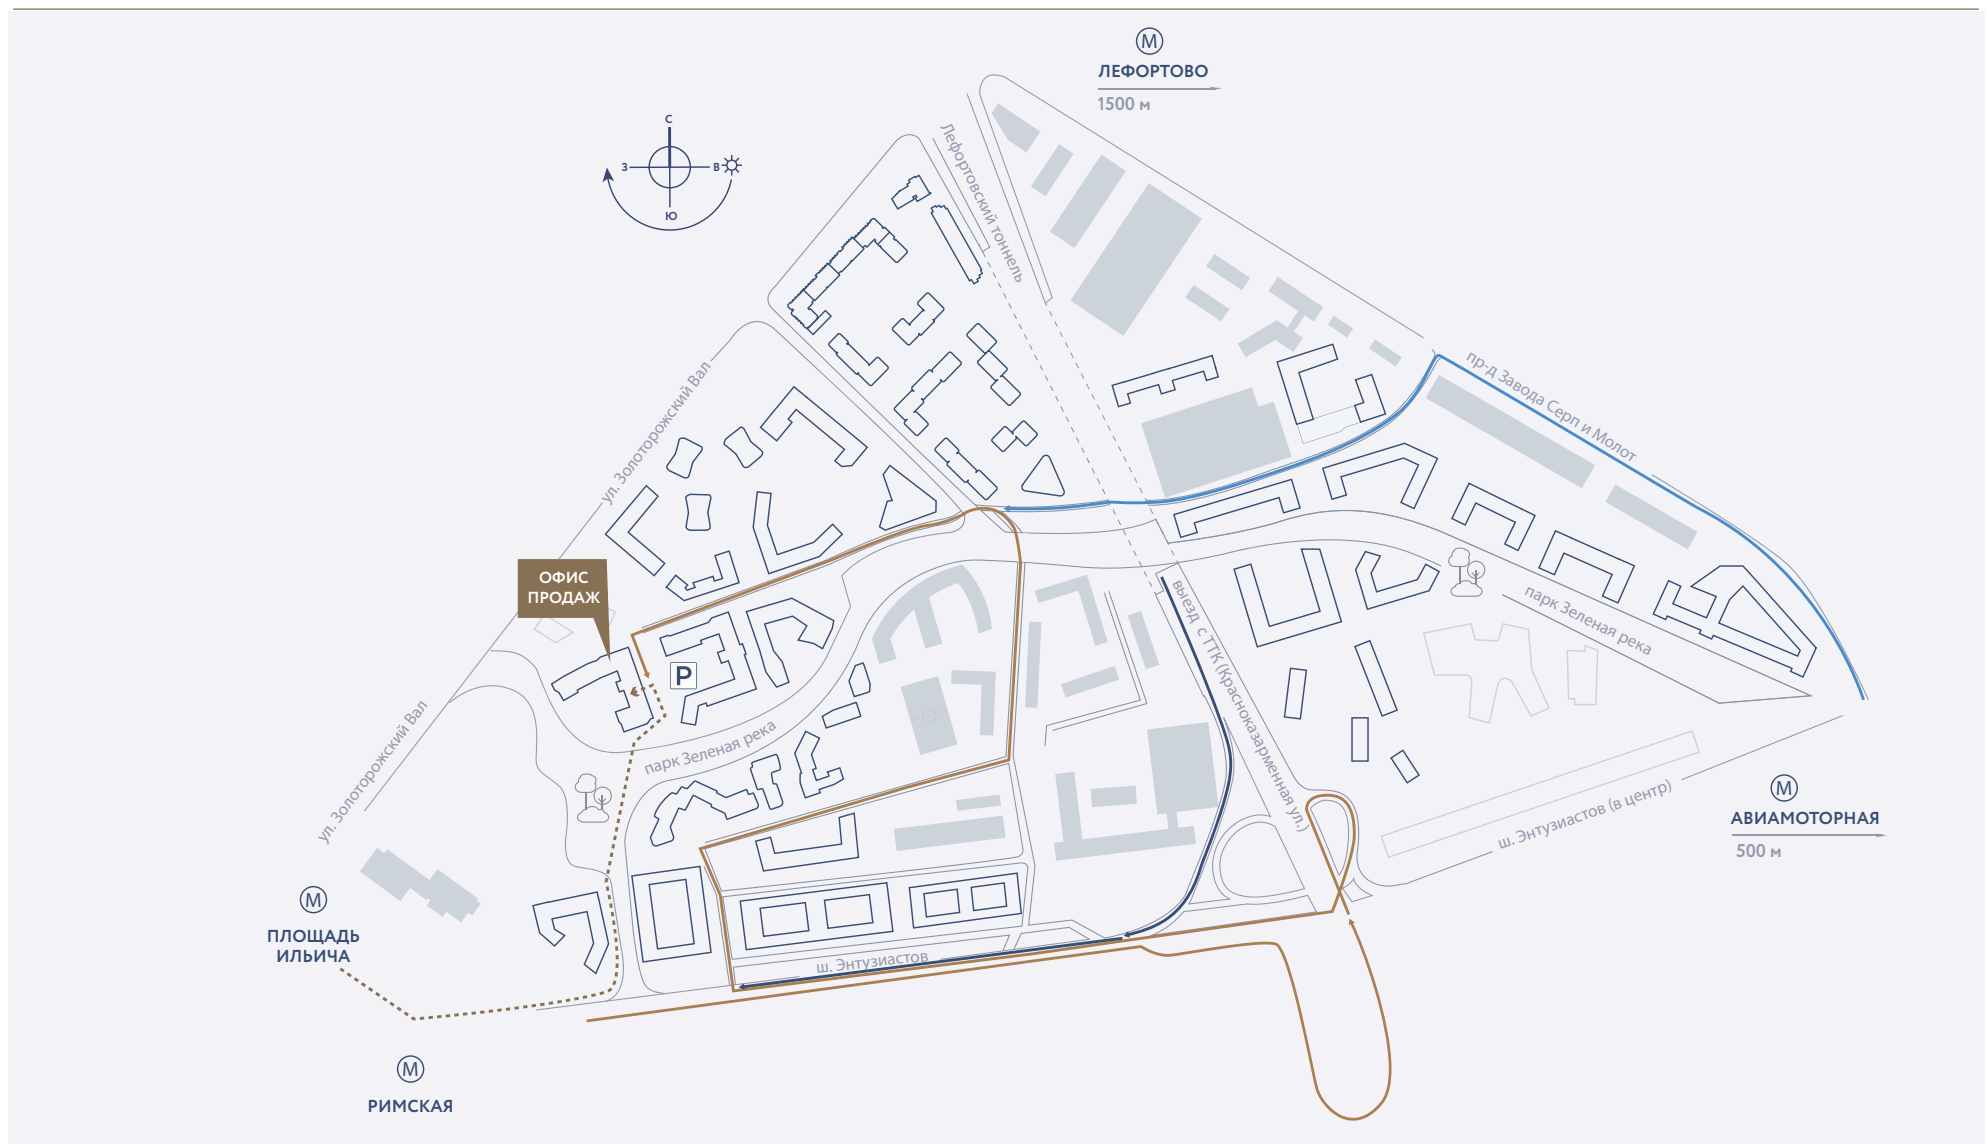 М
ЛЕФОРТОВО
1500 м
С
З
В
Ю
Лефортовский тоннель
ул. Золоторожский Вал
пр-д Завода Серп и Молот
ОФИС
ПРОДАЖ
P
выезд с ТТК (Красноказарменная ул.)
парк Зеленая река
парк Зеленая река
ул. Золоторожский Вал
М
АВИАМОТОРНАЯ
500 м
ш. Энтузиастов (в центр)
М
ПЛОЩАДЬ
ИЛЬИЧА
ш. Энтузиастов
М
РИМСКАЯ